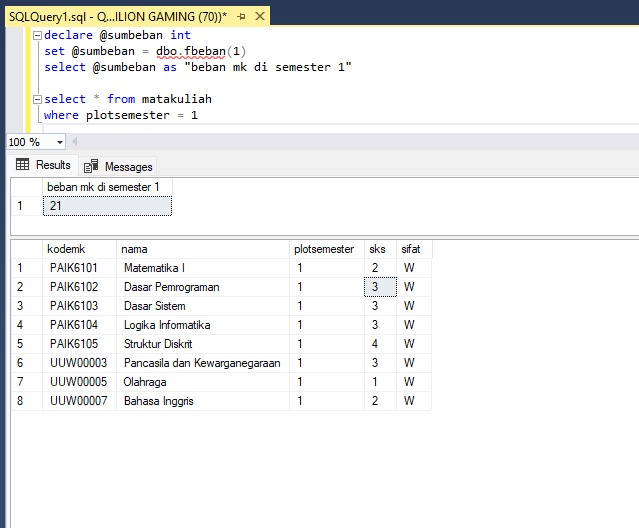 SQLQuery1.sql - Q...ILION GAMING (70))*
declare @sumbeban int
set @sumbeban = dbo.fbeban(1)
select @sumbeban as "beban mk di semester 1"
select * from matakuliah
where plotsemester = 1
100 %
Results Messages
beban mk di semester 1
1 21
kodemk nama plotsemester sks sifat
1 PAIK6101 Matematika I 1 2 W
2 PAIK6102 Dasar Pemrograman 1 3 W
3 PAIK6103 Dasar Sistem 1 3 W
4 PAIK6104 Logika Informatika 1 3 W
5 PAIK6105 Struktur Diskrit 1 4 W
6 UUW00003 Pancasila dan Kewarganegaraan 1 3 W
7 UUW00005 Olahraga 1 1 W
8 UUW00007 Bahasa Inggris 1 2 W